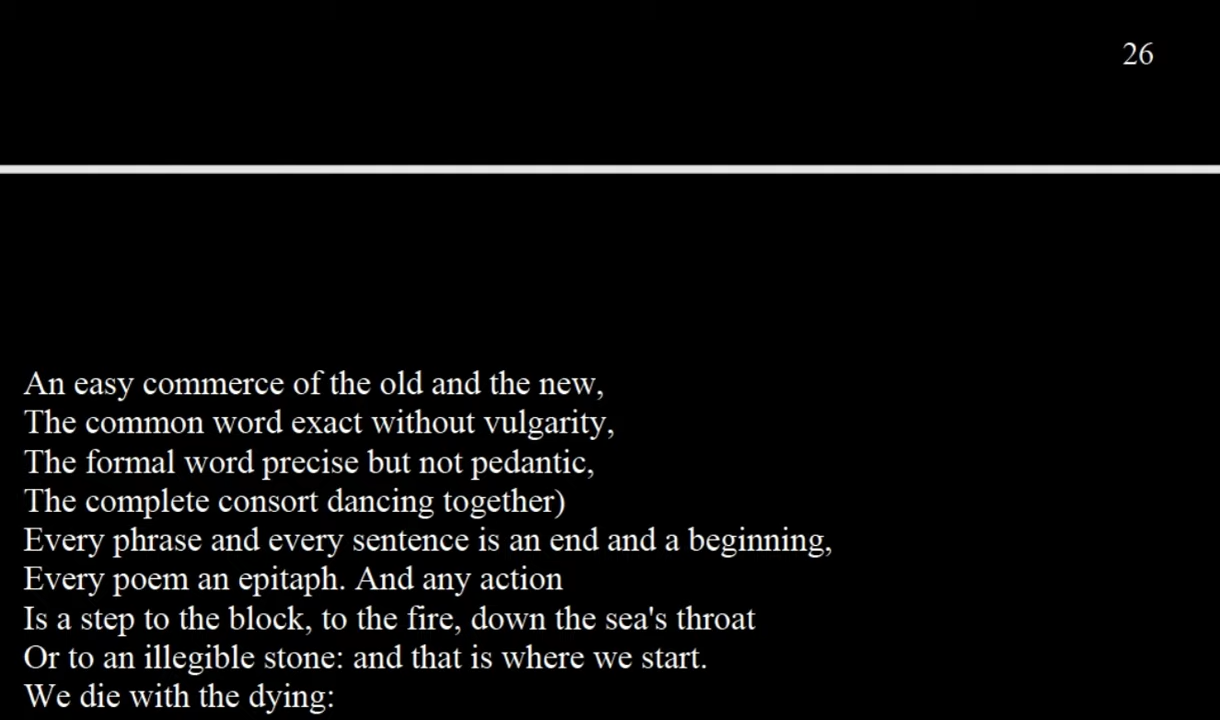 26
An easy commerce of the old and the new,
The common word exact without vulgarity,
The formal word precise but not pedantic,
The complete consort dancing together)
Every phrase and every sentence is an end and a beginning,
Every poem an epitaph. And any action
Is a step to the block, to the fire, down the sea's throat
Or to an illegible stone: and that is where we start.
We die with the dying: